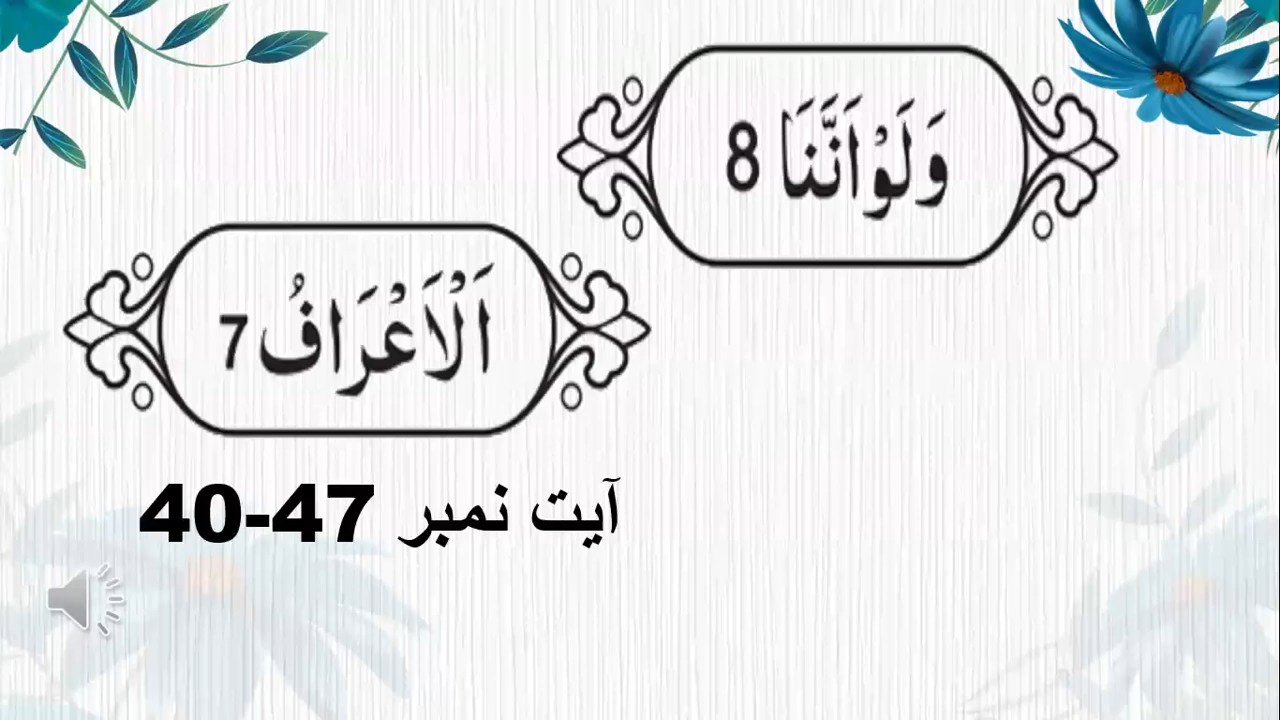 وَلَوْاَنَّنَا 8
اَلْاَعْرَافُ 7
آیت نمبر 47-40